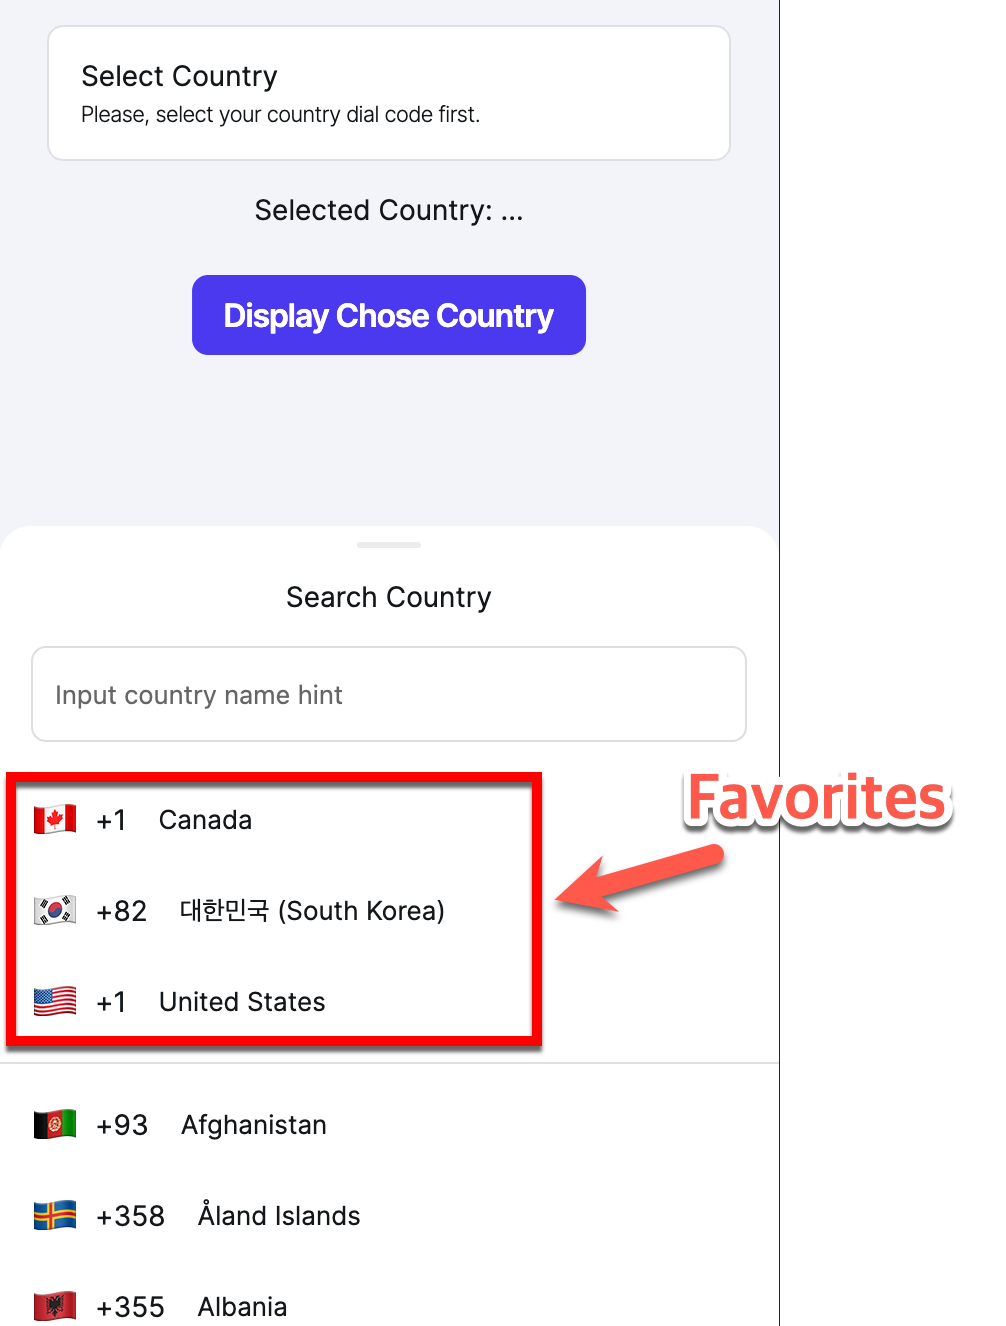 Select Country
Please, select your country dial code first.
Selected Country: ...
Display Chose Country
Search Country
Input country name hint
Favorites
+1 Canada
+82 대한민국 (South Korea)
+1 United States
+93 Afghanistan
+358 Åland Islands
+355 Albania